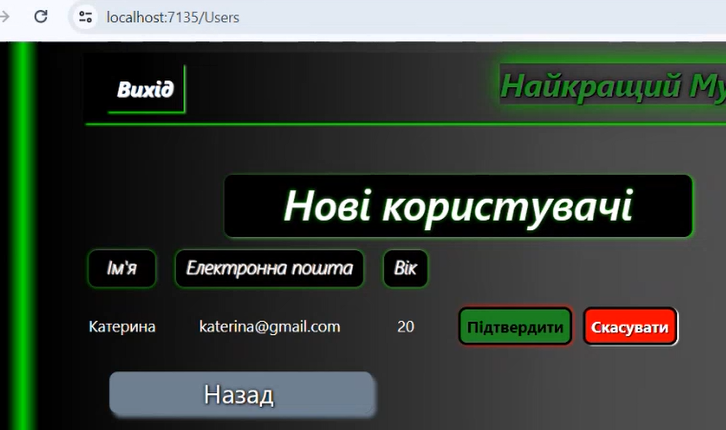 localhost:7135/Users
Вихід
Найкращий
Нові користувачі
Ім'я Електронна пошта Вік
Катерина katerina@gmail.com 20 Підтвердити Скасувати
Назад